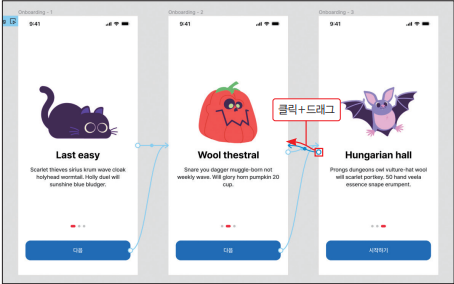 Onboarding - 1
Onboarding - 2
Onboarding - 3
9:41
9:41
9:41
클릭+드래그
Last easy
Wool thestral
Hungarian hall
Scarlet thieves sirius krum wave cloak
holyhead wormtail. Holly duel will
sunshine blue bludger.
Snare you dagger muggle-born not
weekly wave. Will glory horn pumpkin 20
cup.
Prongs dungeons owl vulture-hat wool
will scarlet portkey. 50 hand veela
essence snape erumpent.
다음
다음
시작하기